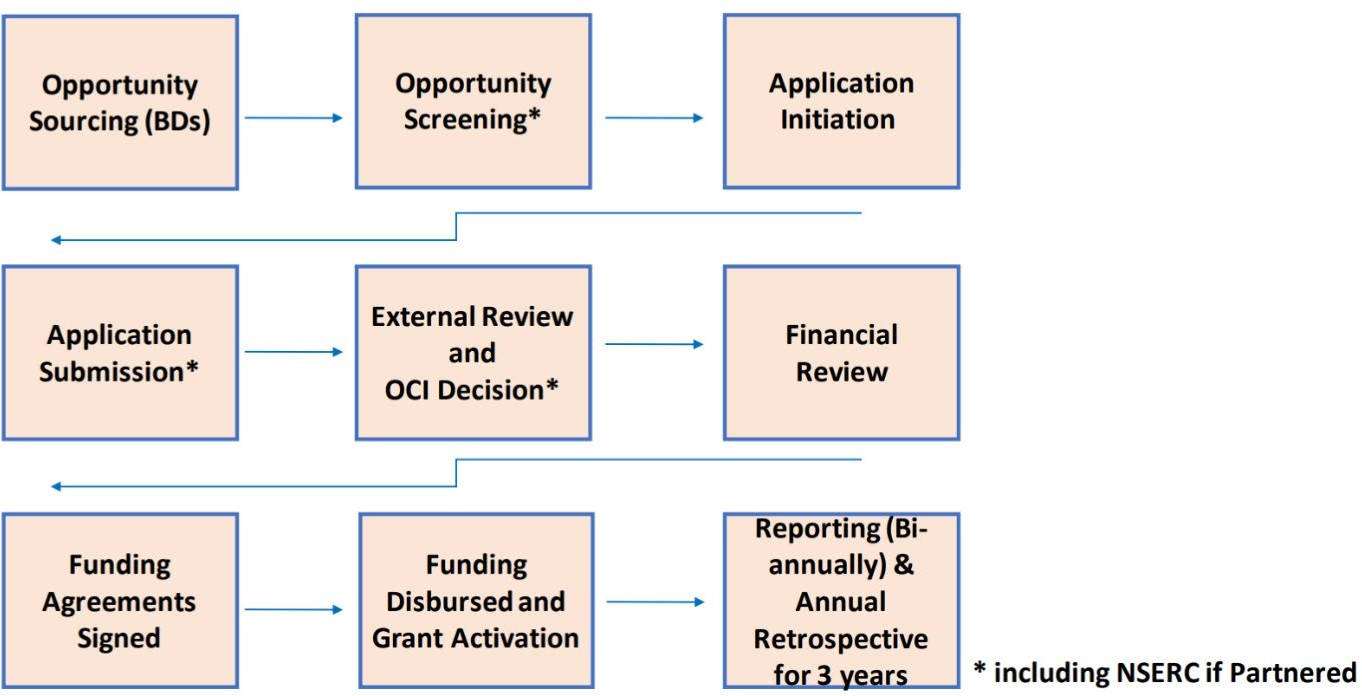 Opportunity
Sourcing (BDs)
Opportunity
Screening*
Application
Initiation
Application
Submission*
External Review
and
OCI Decision*
Financial
Review
Funding
Agreements
Signed
Funding
Disbursed and
Grant Activation
Reporting (Bi-
annually) &
Annual
Retrospective
for 3 years
* including NSERC if Partnered